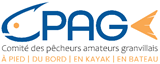 CPAG
Comité des pêcheurs amateurs granvillais
À PIED | DU BORD | EN KAYAK | EN BATEAU